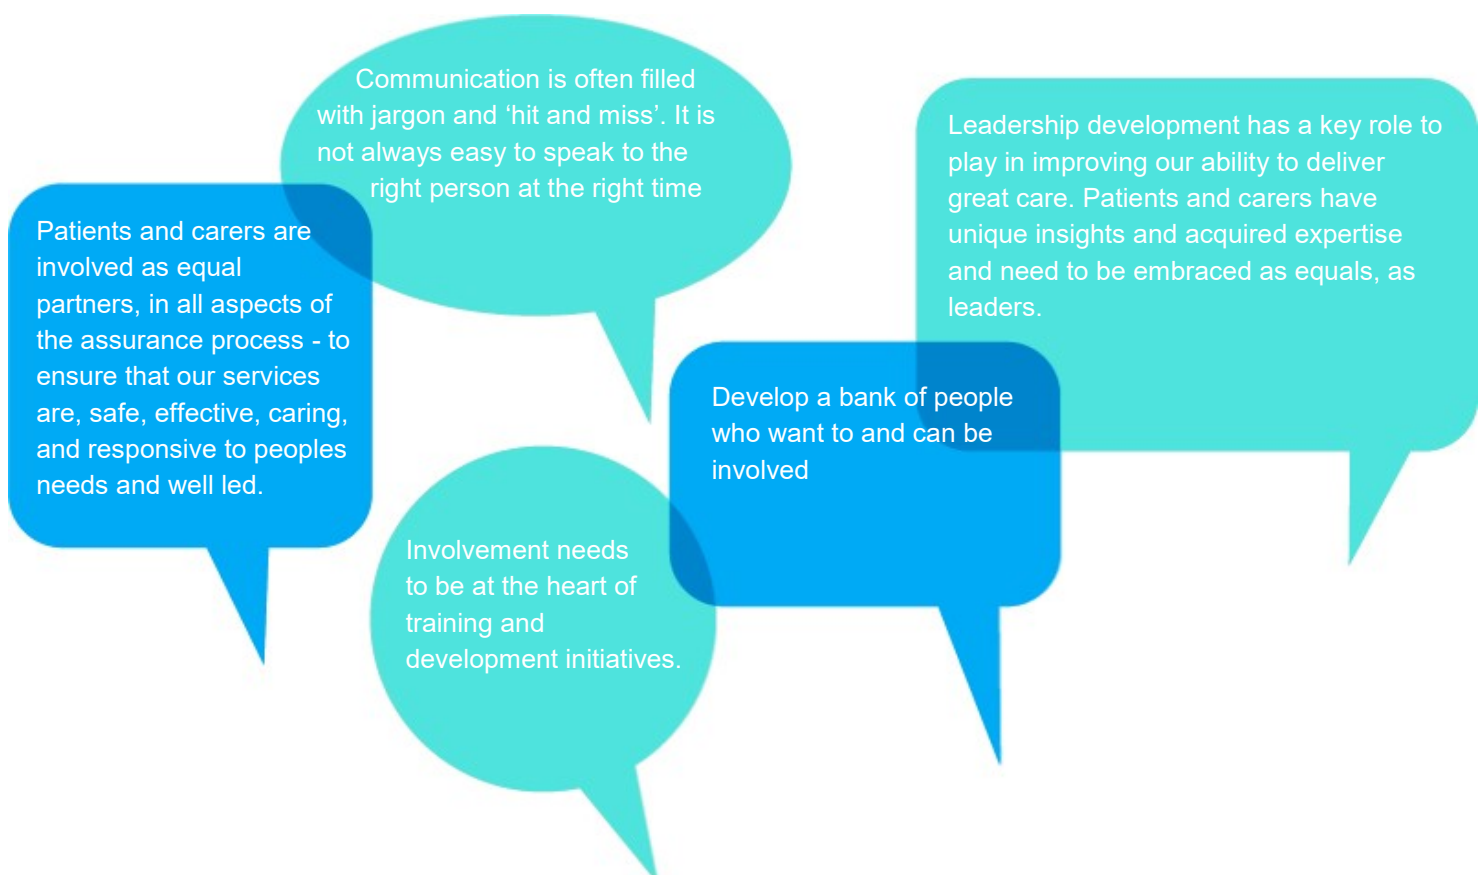 Communication is often filled
with jargon and ‘hit and miss’. It is
not always easy to speak to the
right person at the right time
Leadership development has a key role to
play in improving our ability to deliver
great care. Patients and carers have
unique insights and acquired expertise
and need to be embraced as equals, as
leaders.
Patients and carers are
involved as equal
partners, in all aspects of
the assurance process - to
ensure that our services
are, safe, effective, caring,
and responsive to peoples
needs and well led.
Develop a bank of people
who want to and can be
involved
Involvement needs
to be at the heart of
training and
development initiatives.